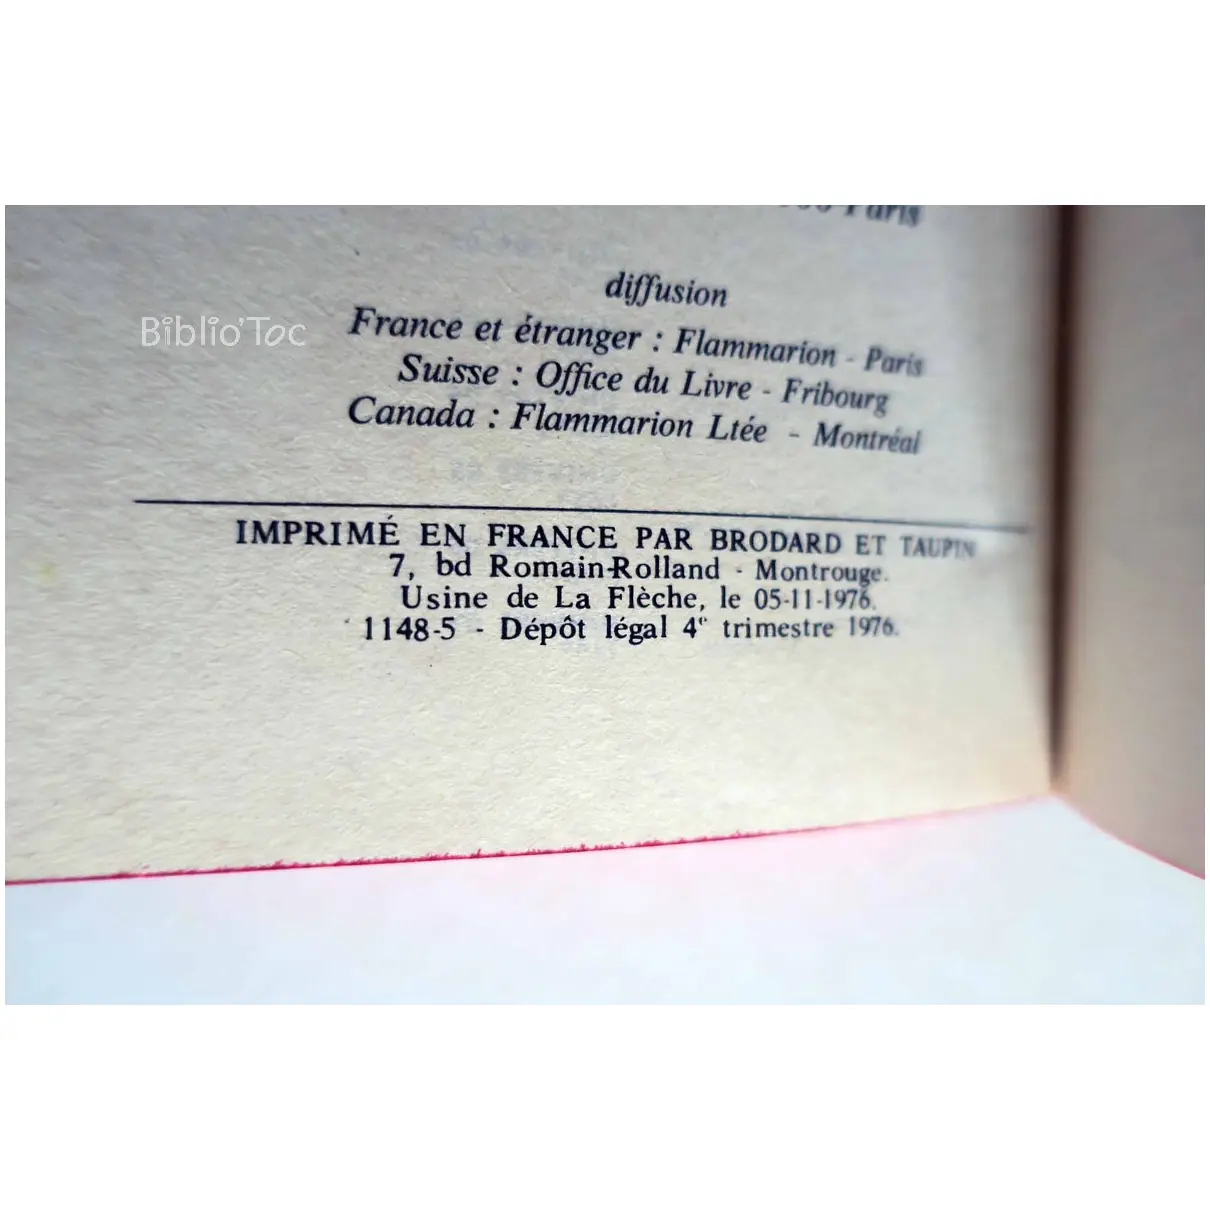 Paris
diffusion
France et étranger : Flammarion - Paris
Biblio'Toc
Suisse : Office du Livre - Fribourg
Canada : Flammarion Ltée - Montréal
IMPRIMÉ EN FRANCE PAR BRODARD ET TAUPIN
7, bd Romain-Rolland - Montrouge.
Usine de La Flèche, le 05-11-1976.
1148-5 - Dépôt légal 4e trimestre 1976.